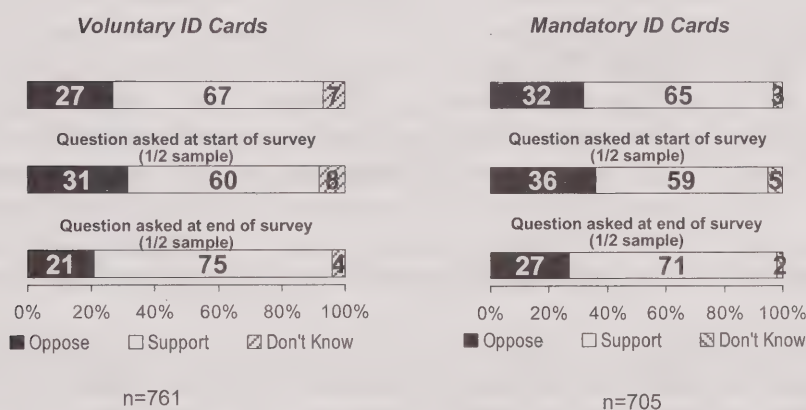 Voluntary ID Cards
27 67 7
Question asked at start of survey
(1/2 sample)
31 60 8
Question asked at end of survey
(1/2 sample)
21 75 4
0% 20% 40% 60% 80% 100%
Oppose Support Don't Know
n=761
Mandatory ID Cards
32 65 3
Question asked at start of survey
(1/2 sample)
36 59 5
Question asked at end of survey
(1/2 sample)
27 71 2
0% 20% 40% 60% 80% 100%
Oppose Support Don't Know
n=705